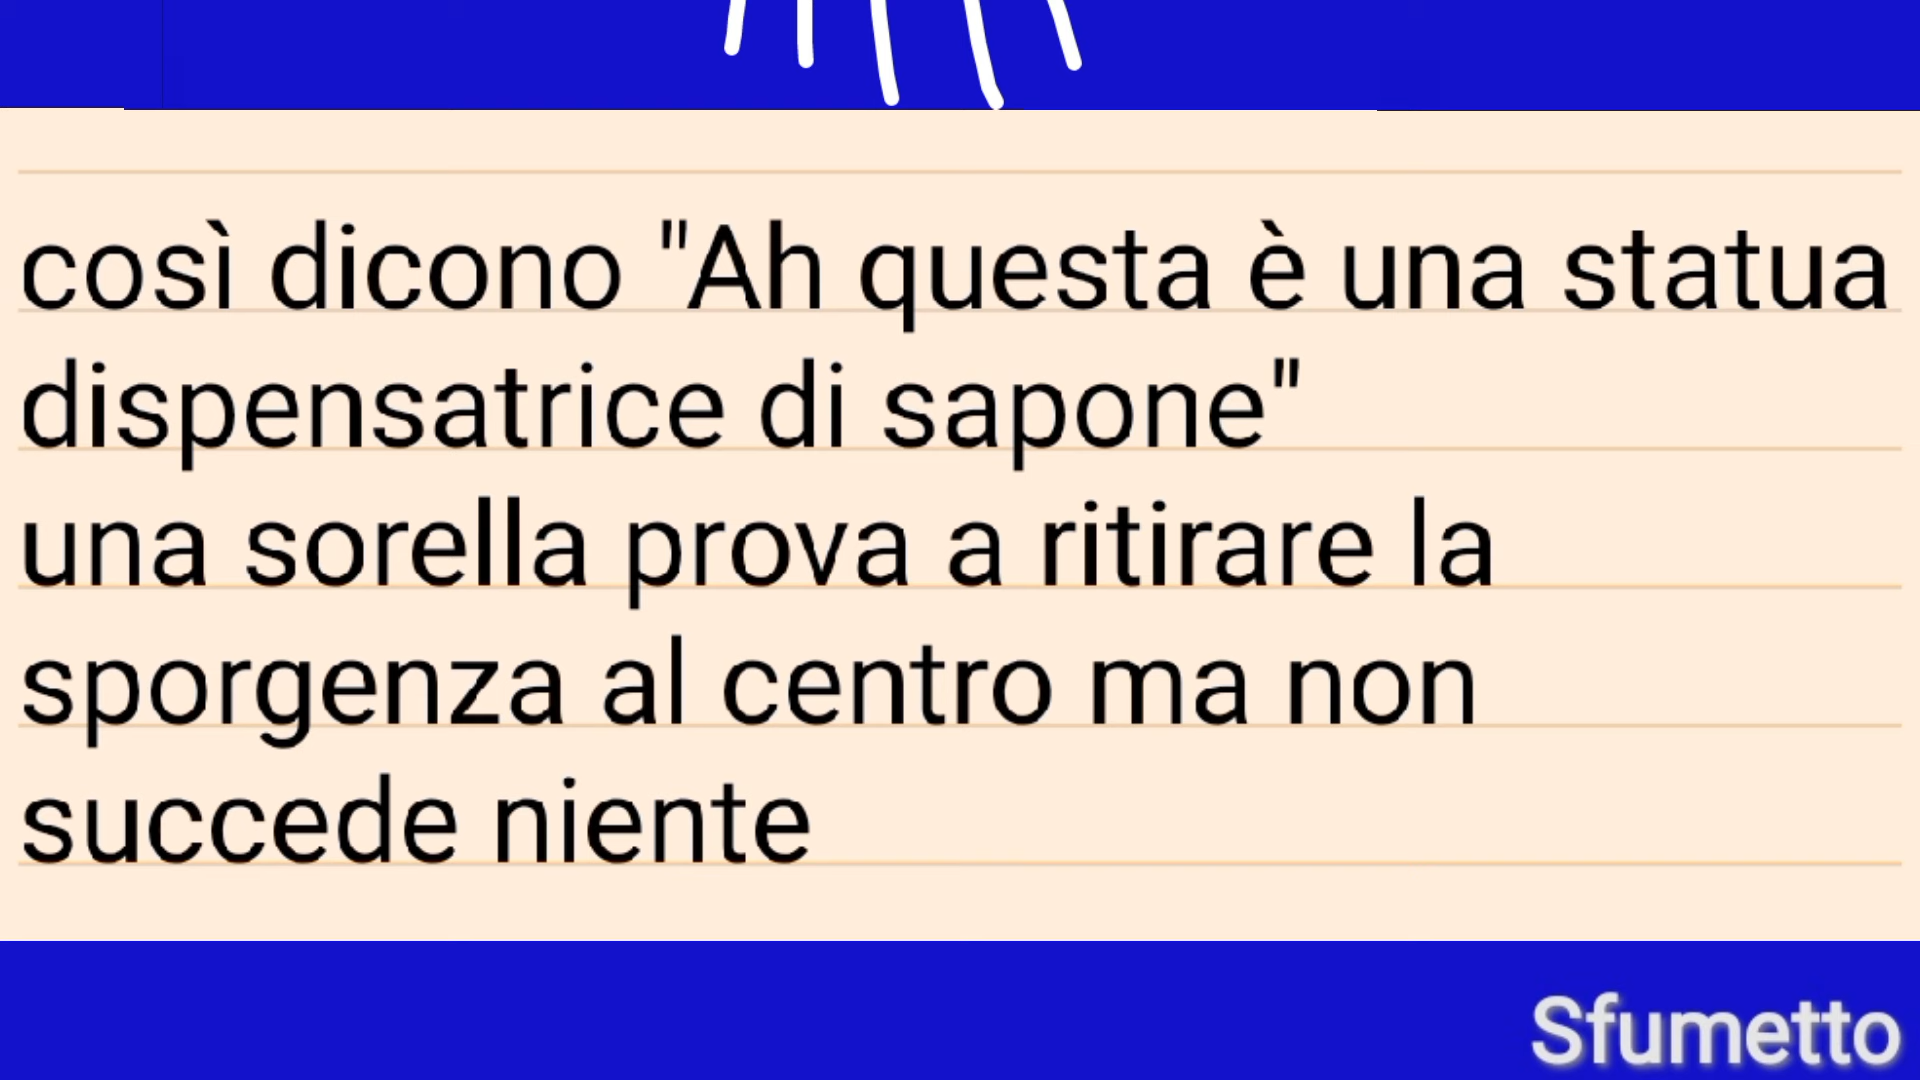 così dicono "Ah questa è una statua
dispensatrice di sapone"
una sorella prova a ritirare la
sporgenza al centro ma non
succede niente
Sfumetto